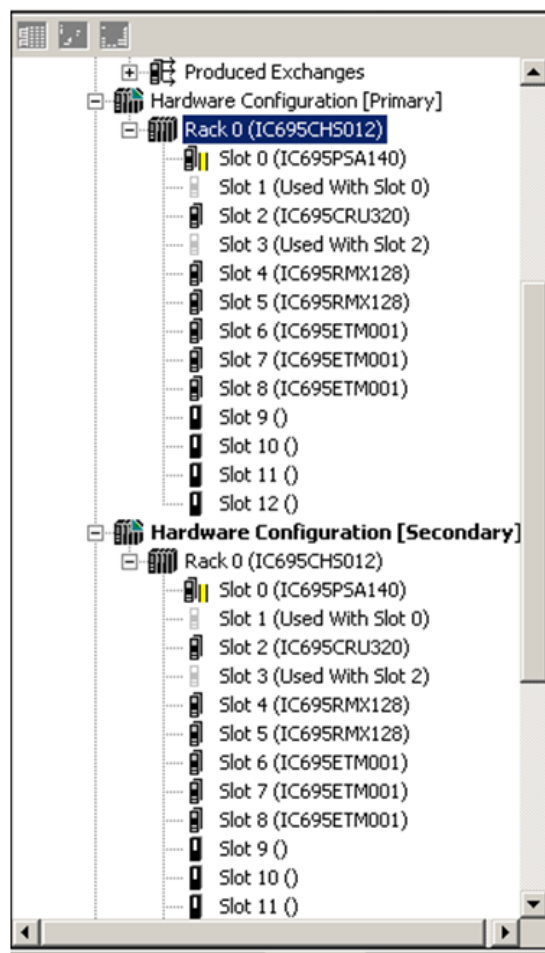 Produced Exchanges
Hardware Configuration [Primary]
Rack 0 (IC695CHS012)
Slot 0 (IC695PSA140)
Slot 1 (Used With Slot 0)
Slot 2 (IC695CRU320)
Slot 3 (Used With Slot 2)
Slot 4 (IC695RMX128)
Slot 5 (IC695RMX128)
Slot 6 (IC695ETM001)
Slot 7 (IC695ETM001)
Slot 8 (IC695ETM001)
Slot 9 ()
Slot 10 ()
Slot 11 ()
Slot 12 ()
Hardware Configuration [Secondary]
Rack 0 (IC695CHS012)
Slot 0 (IC695PSA140)
Slot 1 (Used With Slot 0)
Slot 2 (IC695CRU320)
Slot 3 (Used With Slot 2)
Slot 4 (IC695RMX128)
Slot 5 (IC695RMX128)
Slot 6 (IC695ETM001)
Slot 7 (IC695ETM001)
Slot 8 (IC695ETM001)
Slot 9 ()
Slot 10 ()
Slot 11 ()